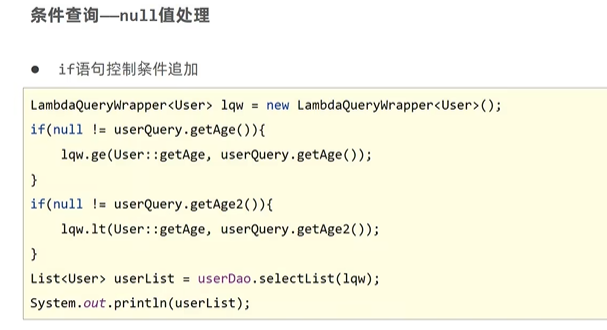 条件查询——null值处理
● if语句控制条件追加
LambdaQueryWrapper<User> lqw = new LambdaQueryWrapper<User>();
if(null != userQuery.getAge()){
    lqw.ge(User::getAge, userQuery.getAge());
}
if(null != userQuery.getAge2()){
    lqw.lt(User::getAge, userQuery.getAge2());
}
List<User> userList = userDao.selectList(lqw);
System.out.println(userList);